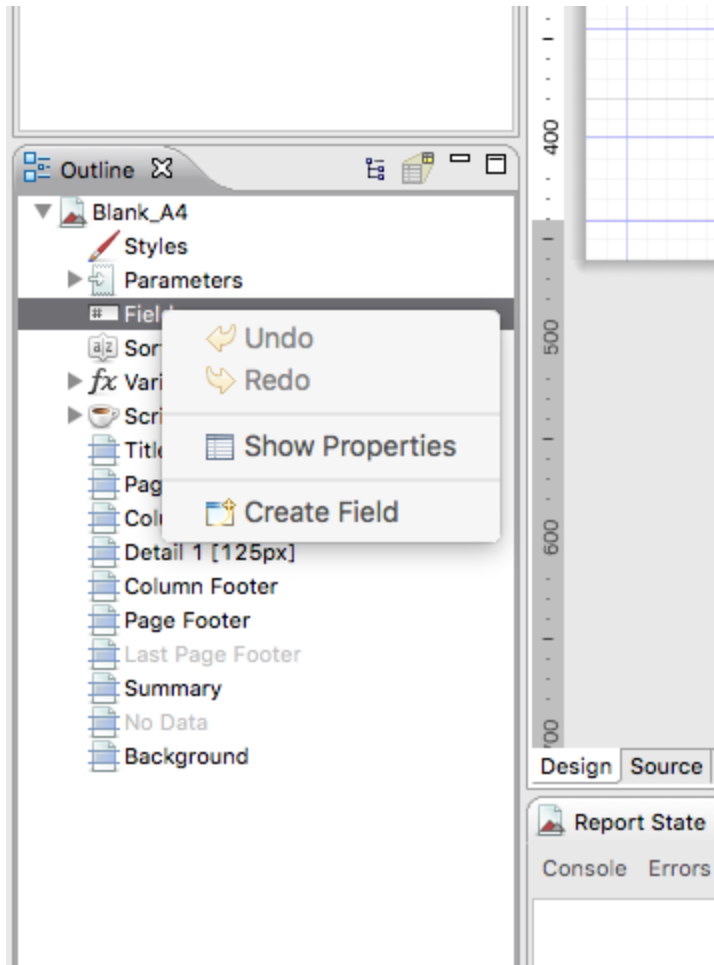 Outline
Blank_A4
Styles
Parameters
Undo
Redo
Show Properties
Create Field
Detail 1 [125px]
Column Footer
Page Footer
Last Page Footer
Summary
No Data
Background
400
500
600
Design Source
Report State
Console Errors